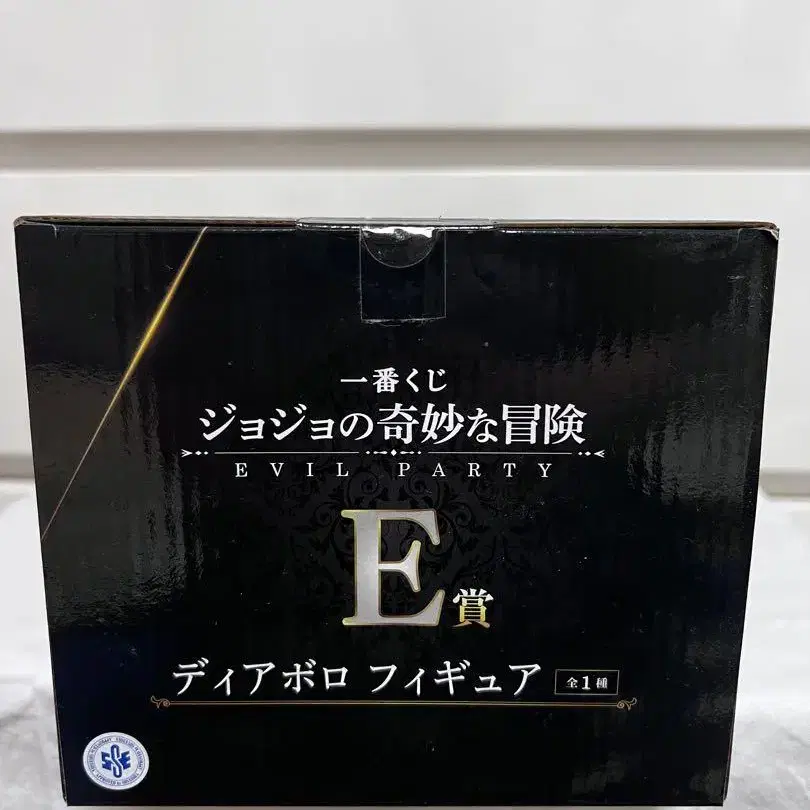 一番くじ
ジョジョの奇妙な冒険
EVIL PARTY
E賞
ディアボロ フィギュア 全1種